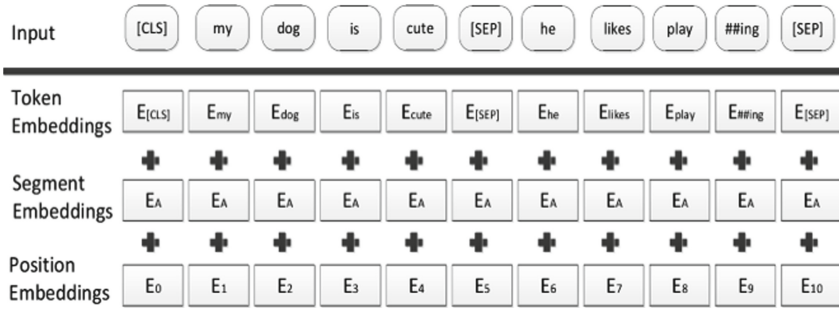 Input [CLS] my dog is cute [SEP] he likes play ##ing [SEP]
Token Embeddings E[CLS] Emy Edog Eis Ecute E[SEP] Ehe Elikes Eplay E##ing E[SEP]
Segment Embeddings EA EA EA EA EA EA EA EA EA EA EA
Position Embeddings E0 E1 E2 E3 E4 E5 E6 E7 E8 E9 E10